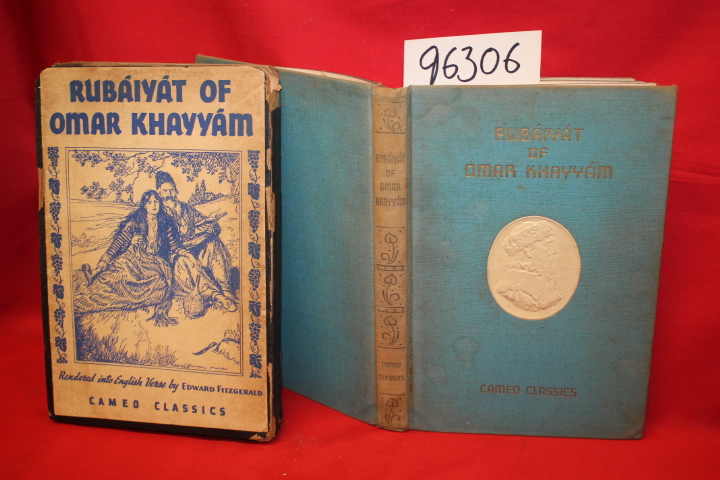 96306
RUBÁIYÁT OF
OMAR KHAYYÁM
Rendered into English Verse by EDWARD FITZGERALD
CAMEO CLASSICS
RUBÁIYÁT
OF
OMAR
KHAYYÁM
CAMEO
CLASSICS
RUBÁIYÁT
OF
OMAR KHAYYÁM
CAMEO CLASSICS